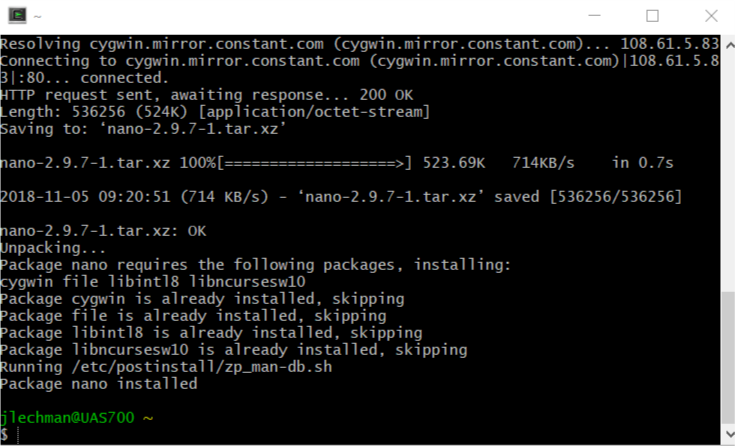 ~
Resolving cygwin.mirror.constant.com (cygwin.mirror.constant.com)... 108.61.5.83
Connecting to cygwin.mirror.constant.com (cygwin.mirror.constant.com)|108.61.5.8
3|:80... connected.
HTTP request sent, awaiting response... 200 OK
Length: 536256 (524K) [application/octet-stream]
Saving to: ‘nano-2.9.7-1.tar.xz’
nano-2.9.7-1.tar.xz 100%[===================>] 523.69K   714KB/s    in 0.7s
2018-11-05 09:20:51 (714 KB/s) - ‘nano-2.9.7-1.tar.xz’ saved [536256/536256]
nano-2.9.7-1.tar.xz: OK
Unpacking...
Package nano requires the following packages, installing:
cygwin file libintl8 libncursesw10
Package cygwin is already installed, skipping
Package file is already installed, skipping
Package libintl8 is already installed, skipping
Package libncursesw10 is already installed, skipping
Running /etc/postinstall/zp_man-db.sh
Package nano installed
jlechman@UAS700 ~
$